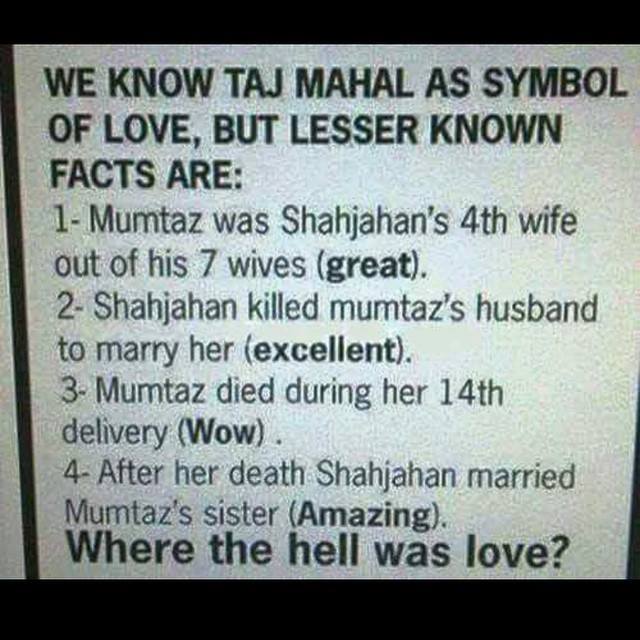 WE KNOW TAJ MAHAL AS SYMBOL
OF LOVE, BUT LESSER KNOWN
FACTS ARE:
1- Mumtaz was Shahjahan's 4th wife
out of his 7 wives (great).
2- Shahjahan killed mumtaz's husband
to marry her (excellent).
3- Mumtaz died during her 14th
delivery (Wow) .
4- After her death Shahjahan married
Mumtaz's sister (Amazing).
Where the hell was love?